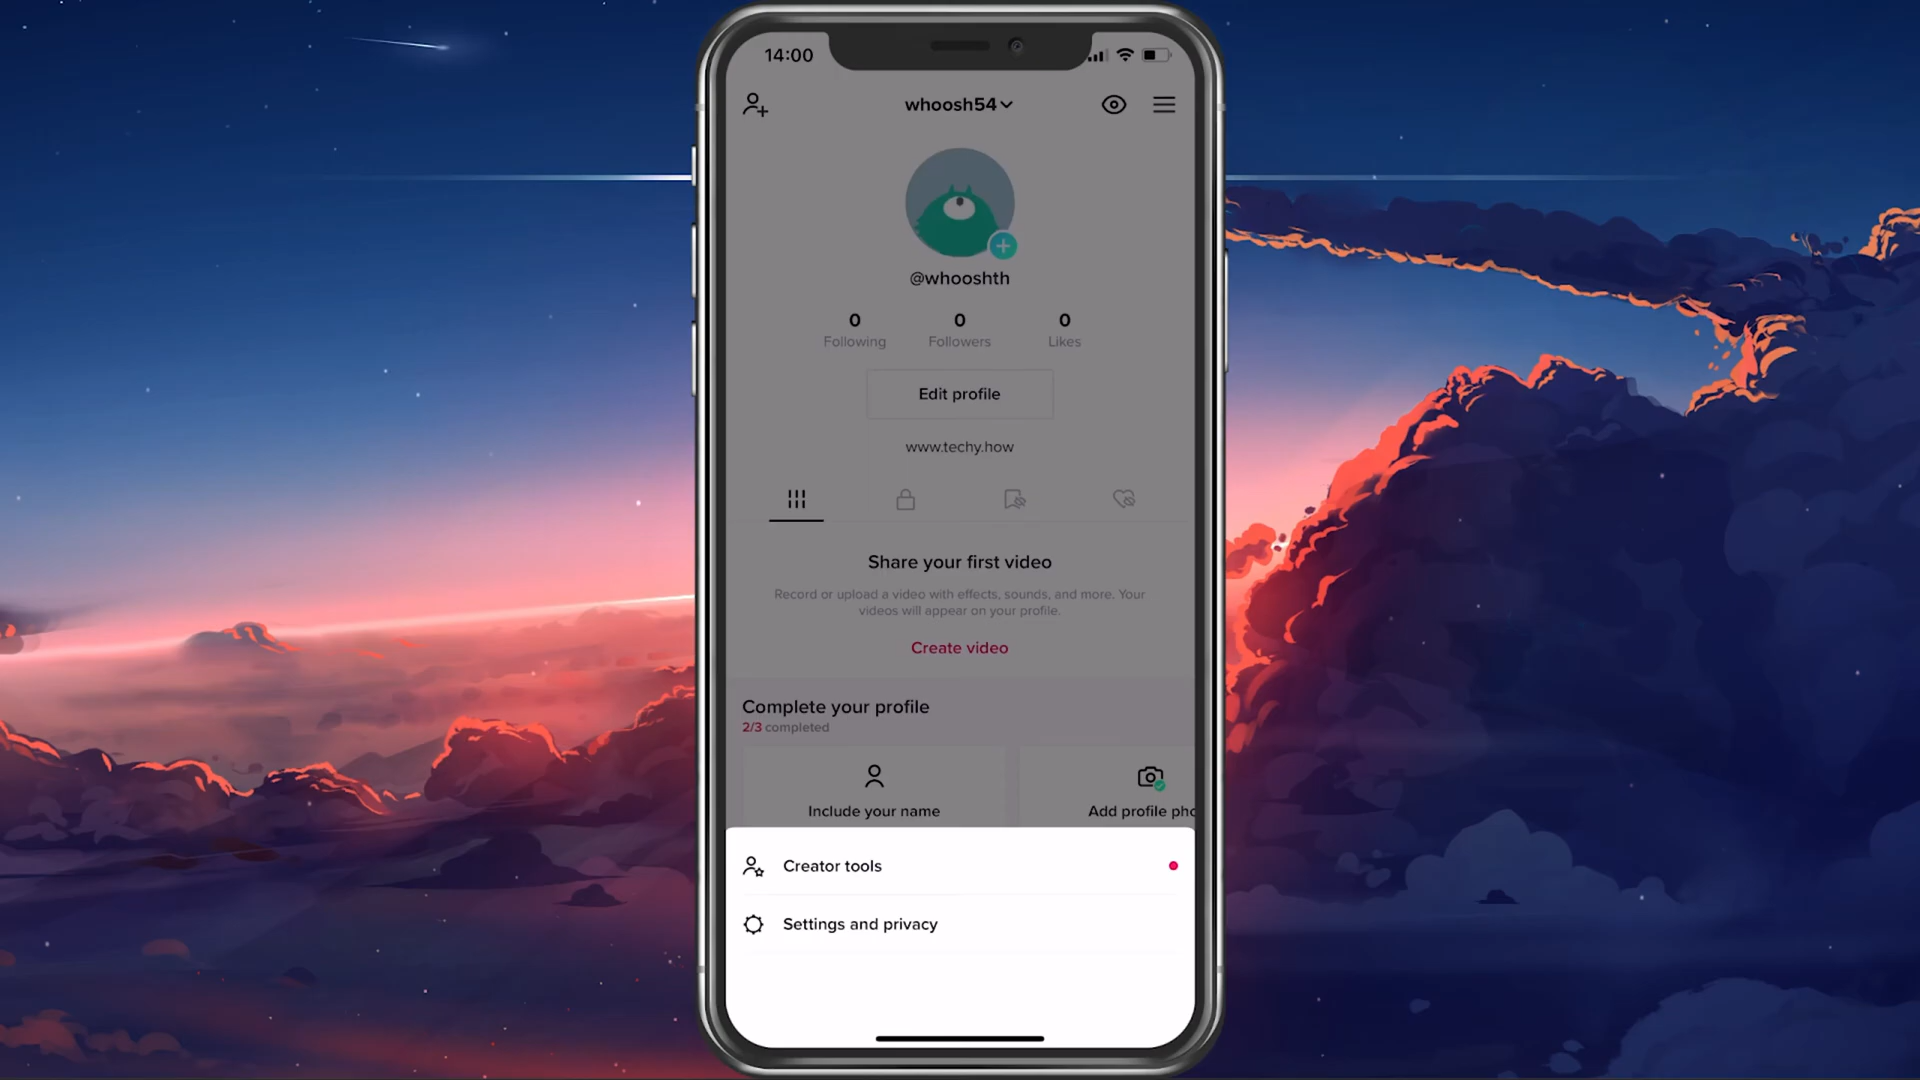 14:00
whoosh54
@whooshth
0 0 0
Following Followers Likes
Edit profile
www.techy.how
Share your first video
Record or upload a video with effects, sounds, and more. Your
videos will appear on your profile.
Create video
Complete your profile
2/3 completed
Include your name
Add profile pho
Creator tools
Settings and privacy